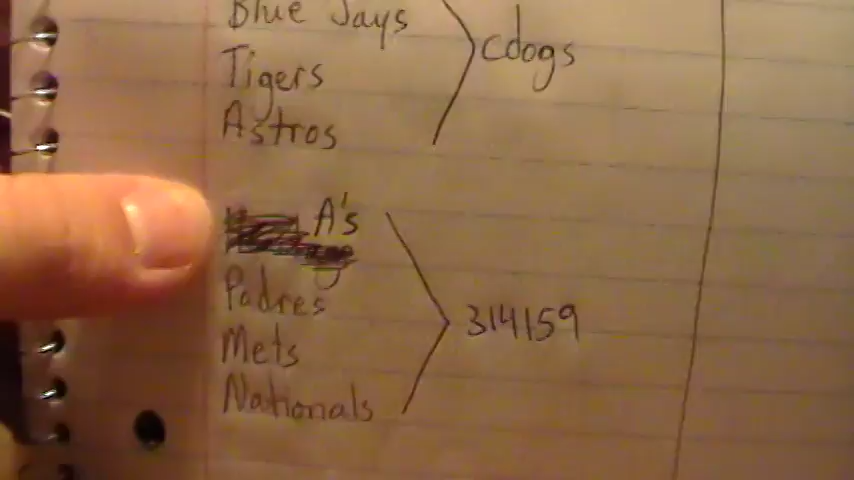 Blue Jays
Tigers
Astros
cdogs
A's
Padres
Mets
Nationals
314159